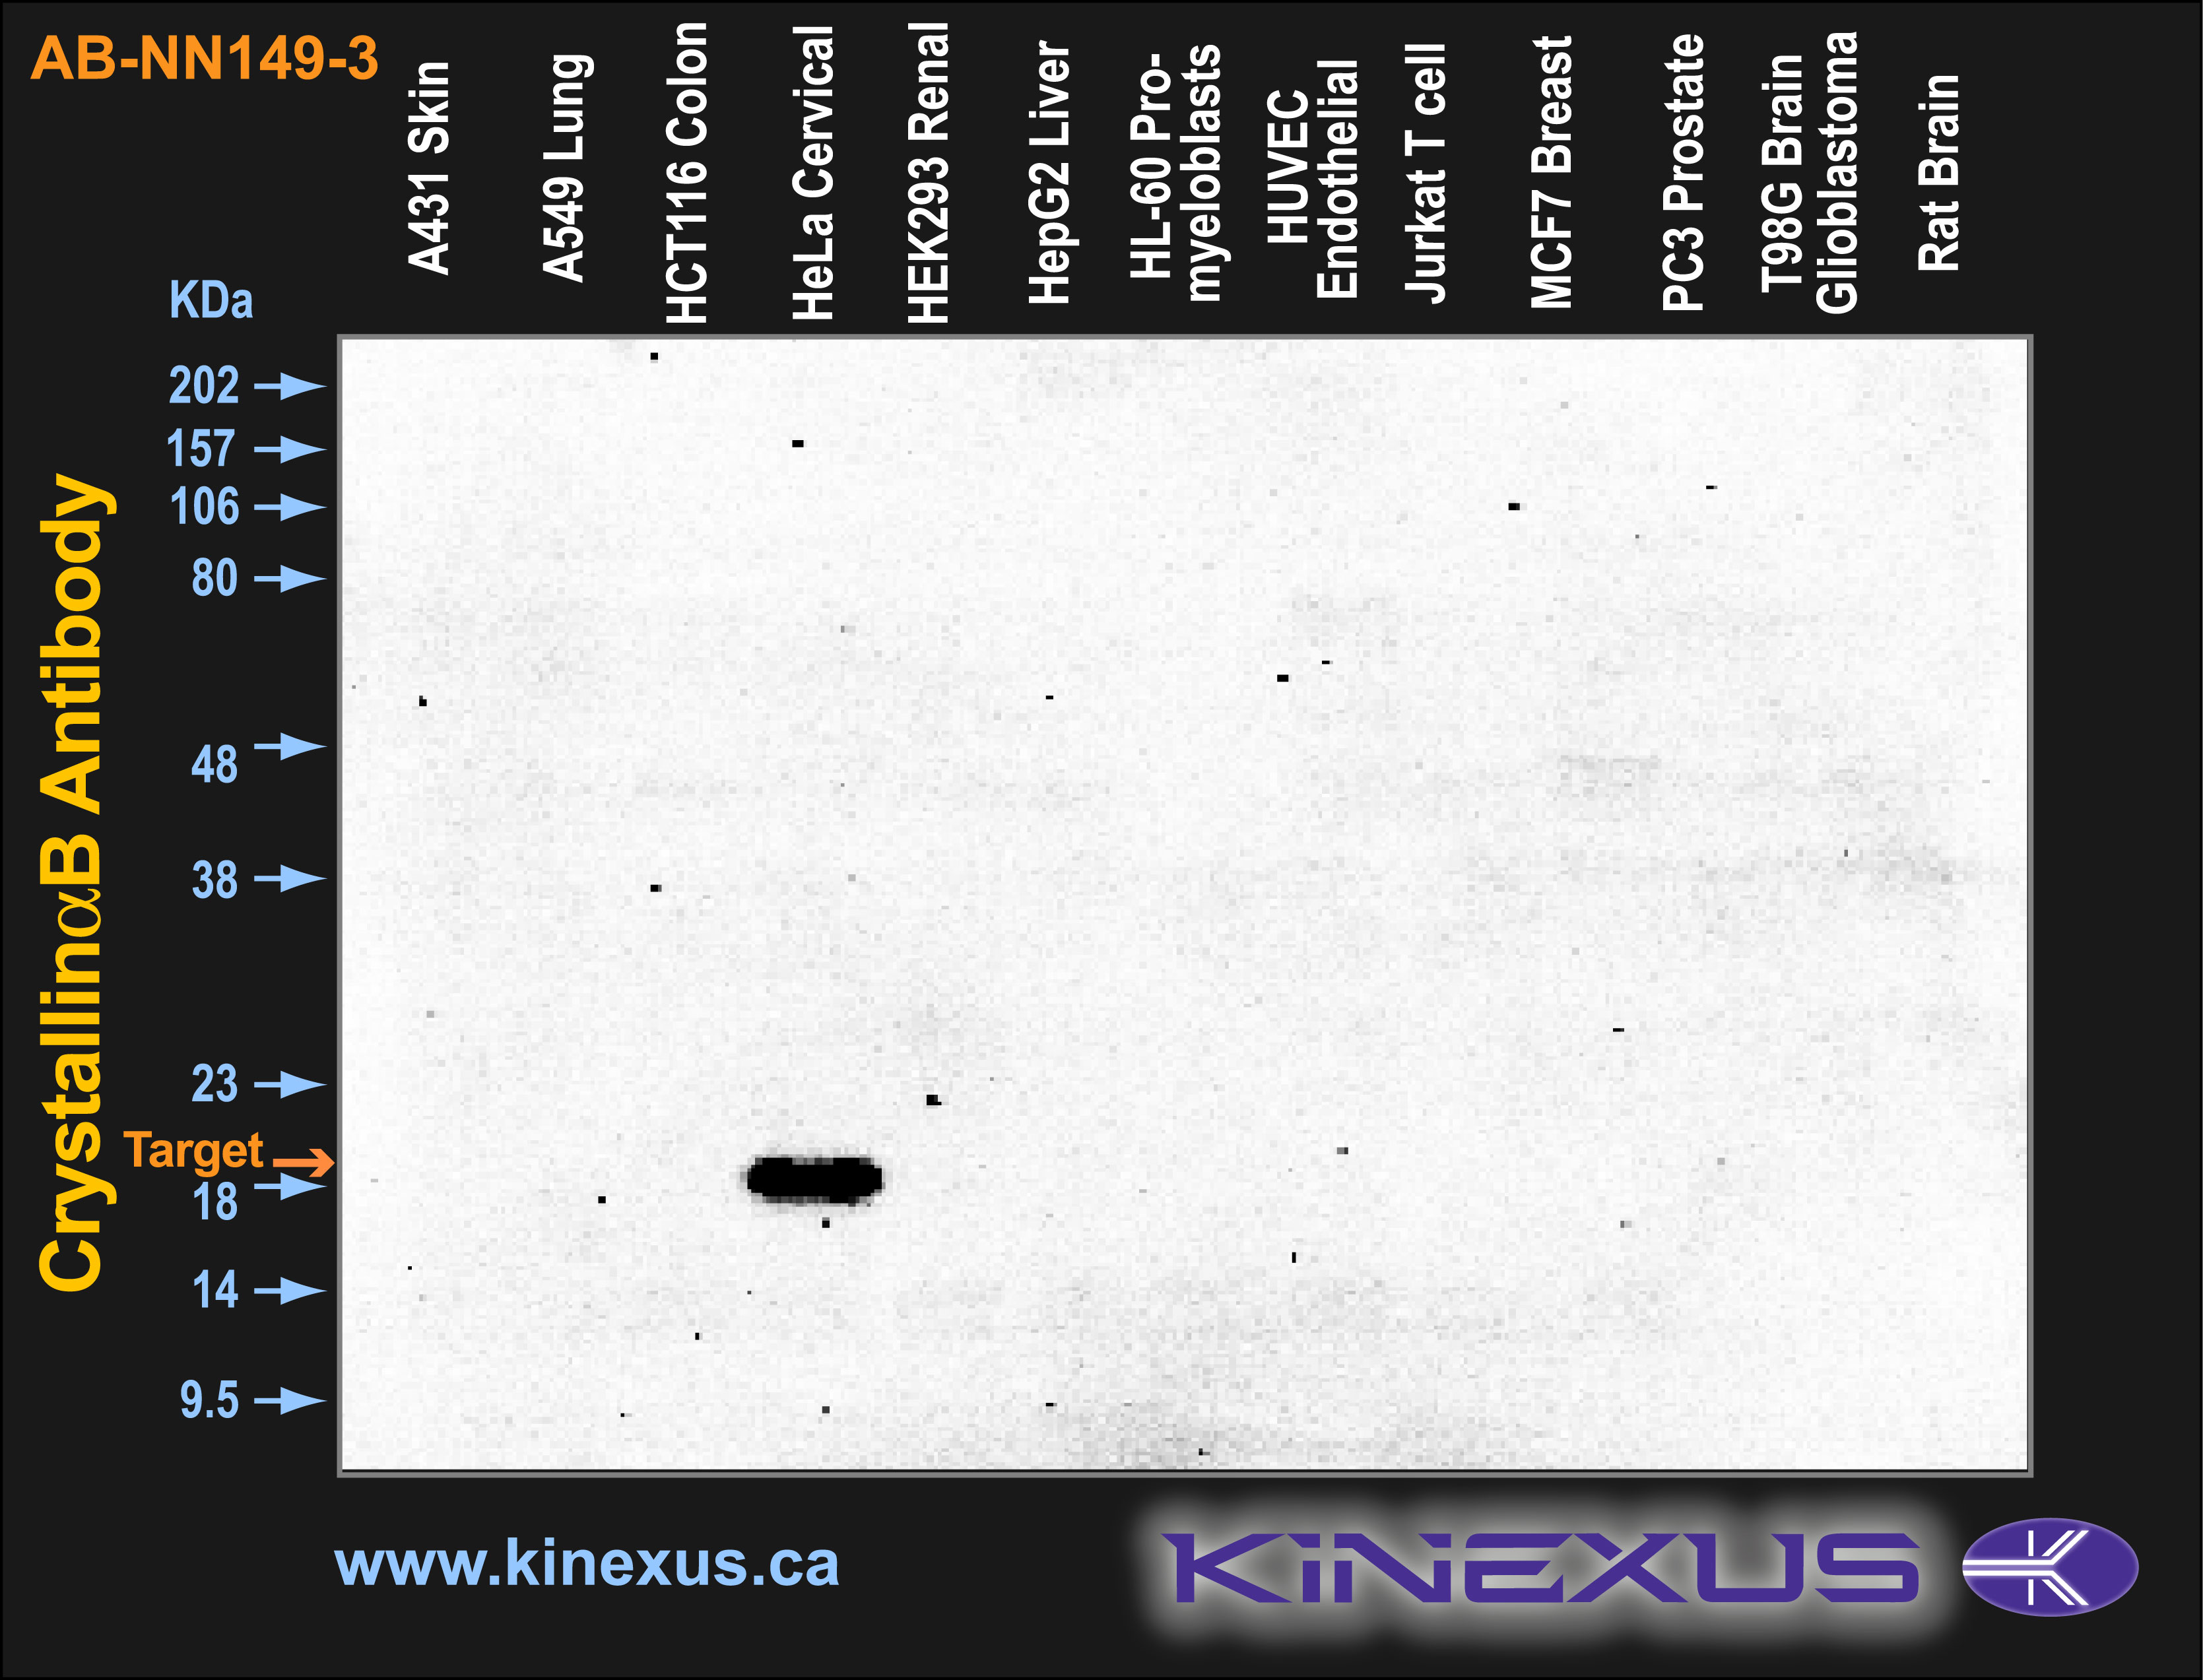 AB-NN149-3
A431 Skin
A549 Lung
HCT116 Colon
HeLa Cervical
HEK293 Renal
HepG2 Liver
HL-60 Pro-
myeloblasts
HUVEC
Endothelial
Jurkat T cell
MCF7 Breast
PC3 Prostate
T98G Brain
Glioblastoma
Rat Brain
KDa
202
157
106
80
48
38
23
Target
18
14
9.5
CrystallinαB Antibody
www.kinexus.ca
KiNEXUS